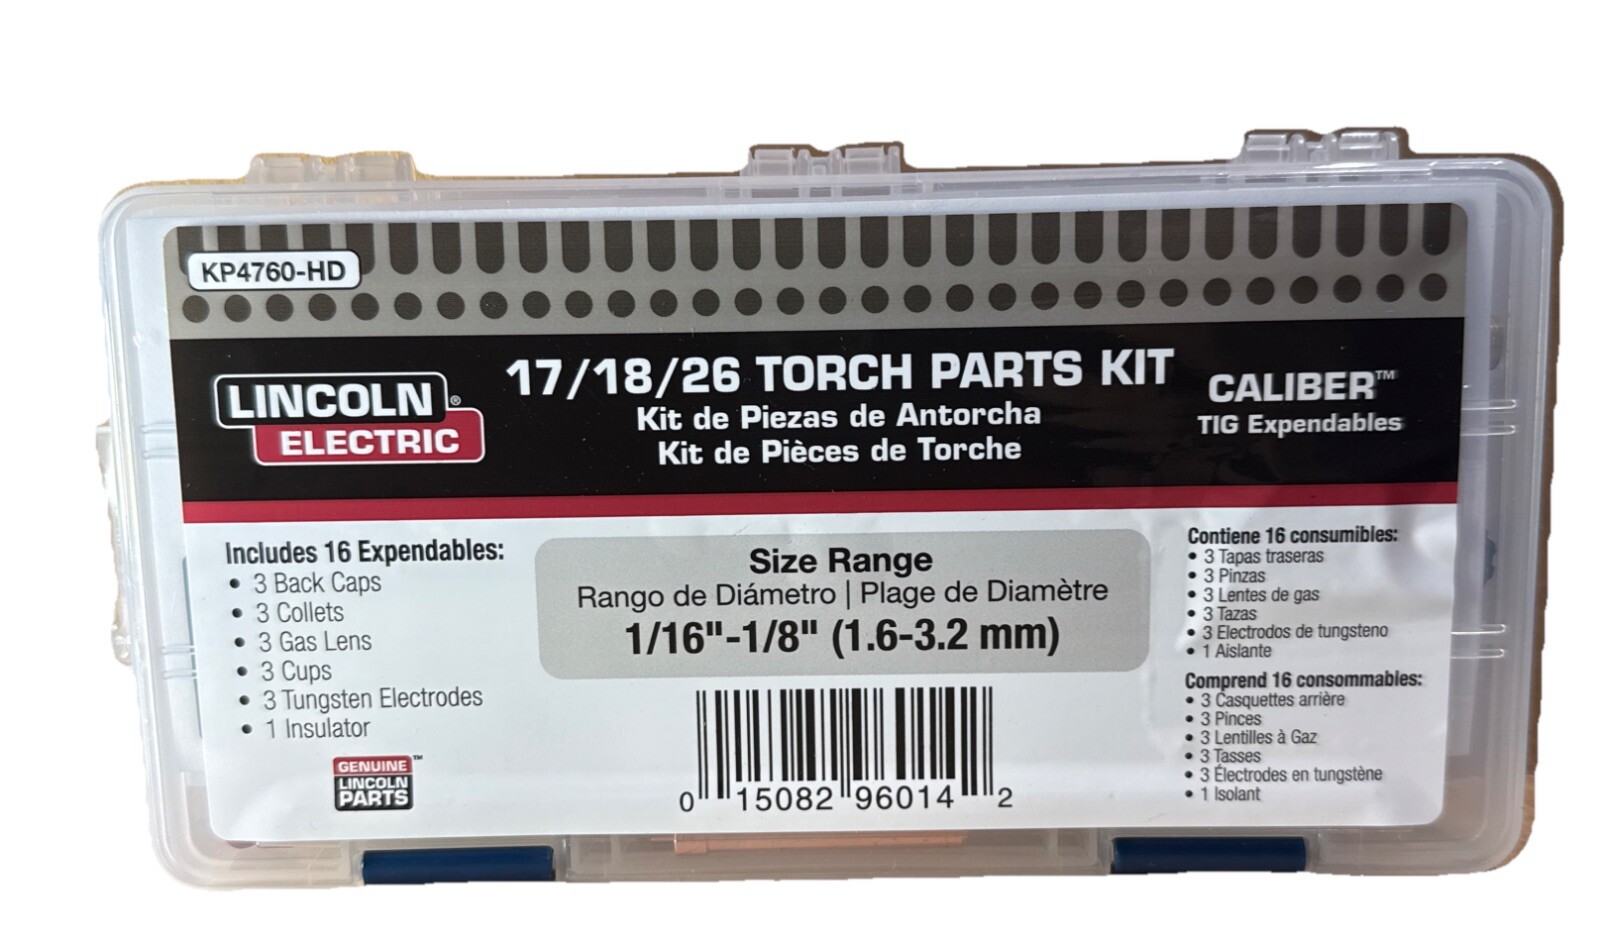 KP4760-HD
LINCOLN®
ELECTRIC
17/18/26 TORCH PARTS KIT
Kit de Piezas de Antorcha
Kit de Pièces de Torche
CALIBER™
TIG Expendables
Includes 16 Expendables:
• 3 Back Caps
• 3 Collets
• 3 Gas Lens
• 3 Cups
• 3 Tungsten Electrodes
• 1 Insulator
GENUINE™
LINCOLN
PARTS
Size Range
Rango de Diámetro | Plage de Diamètre
1/16"-1/8" (1.6-3.2 mm)
0 15082 96014 2
Contiene 16 consumibles:
• 3 Tapas traseras
• 3 Pinzas
• 3 Lentes de gas
• 3 Tazas
• 3 Electrodos de tungsteno
• 1 Aislante
Comprend 16 consommables:
• 3 Casquettes arrière
• 3 Pinces
• 3 Lentilles à Gaz
• 3 Tasses
• 3 Électrodes en tungstène
• 1 Isolant